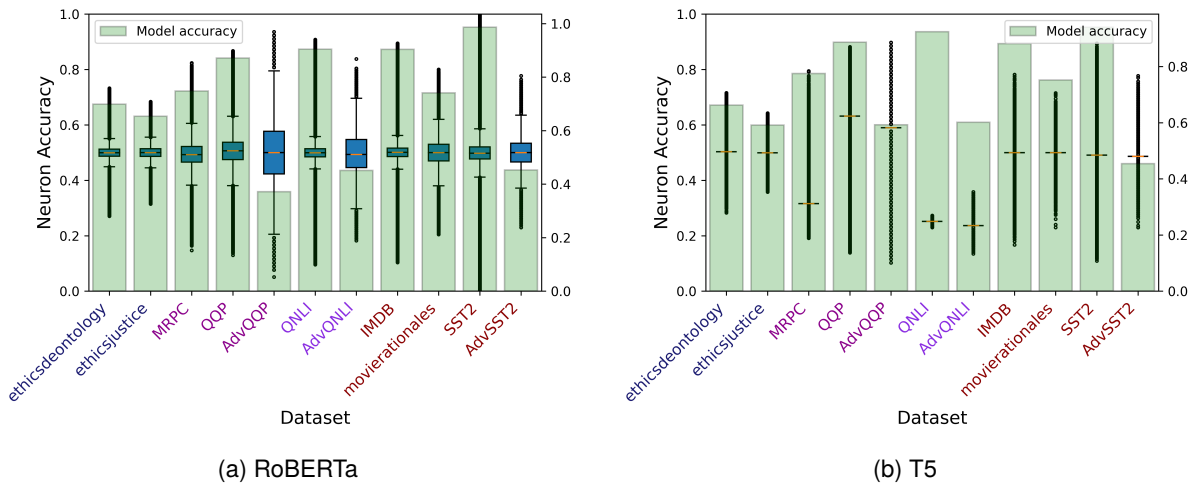 1.0
0.8
0.6
0.4
0.2
0.0
Neuron Accuracy
Model accuracy
1.0
0.8
0.6
0.4
0.2
0.0
ethicsdeontology
ethicsjustice
MRPC
QQP
AdvQQP
QNLI
AdvQNLI
IMDB
movierationales
SST2
AdvSST2
Dataset
(a) RoBERTa
1.0
0.8
0.6
0.4
0.2
0.0
Neuron Accuracy
Model accuracy
0.8
0.6
0.4
0.2
0.0
ethicsdeontology
ethicsjustice
MRPC
QQP
AdvQQP
QNLI
AdvQNLI
IMDB
movierationales
SST2
AdvSST2
Dataset
(b) T5